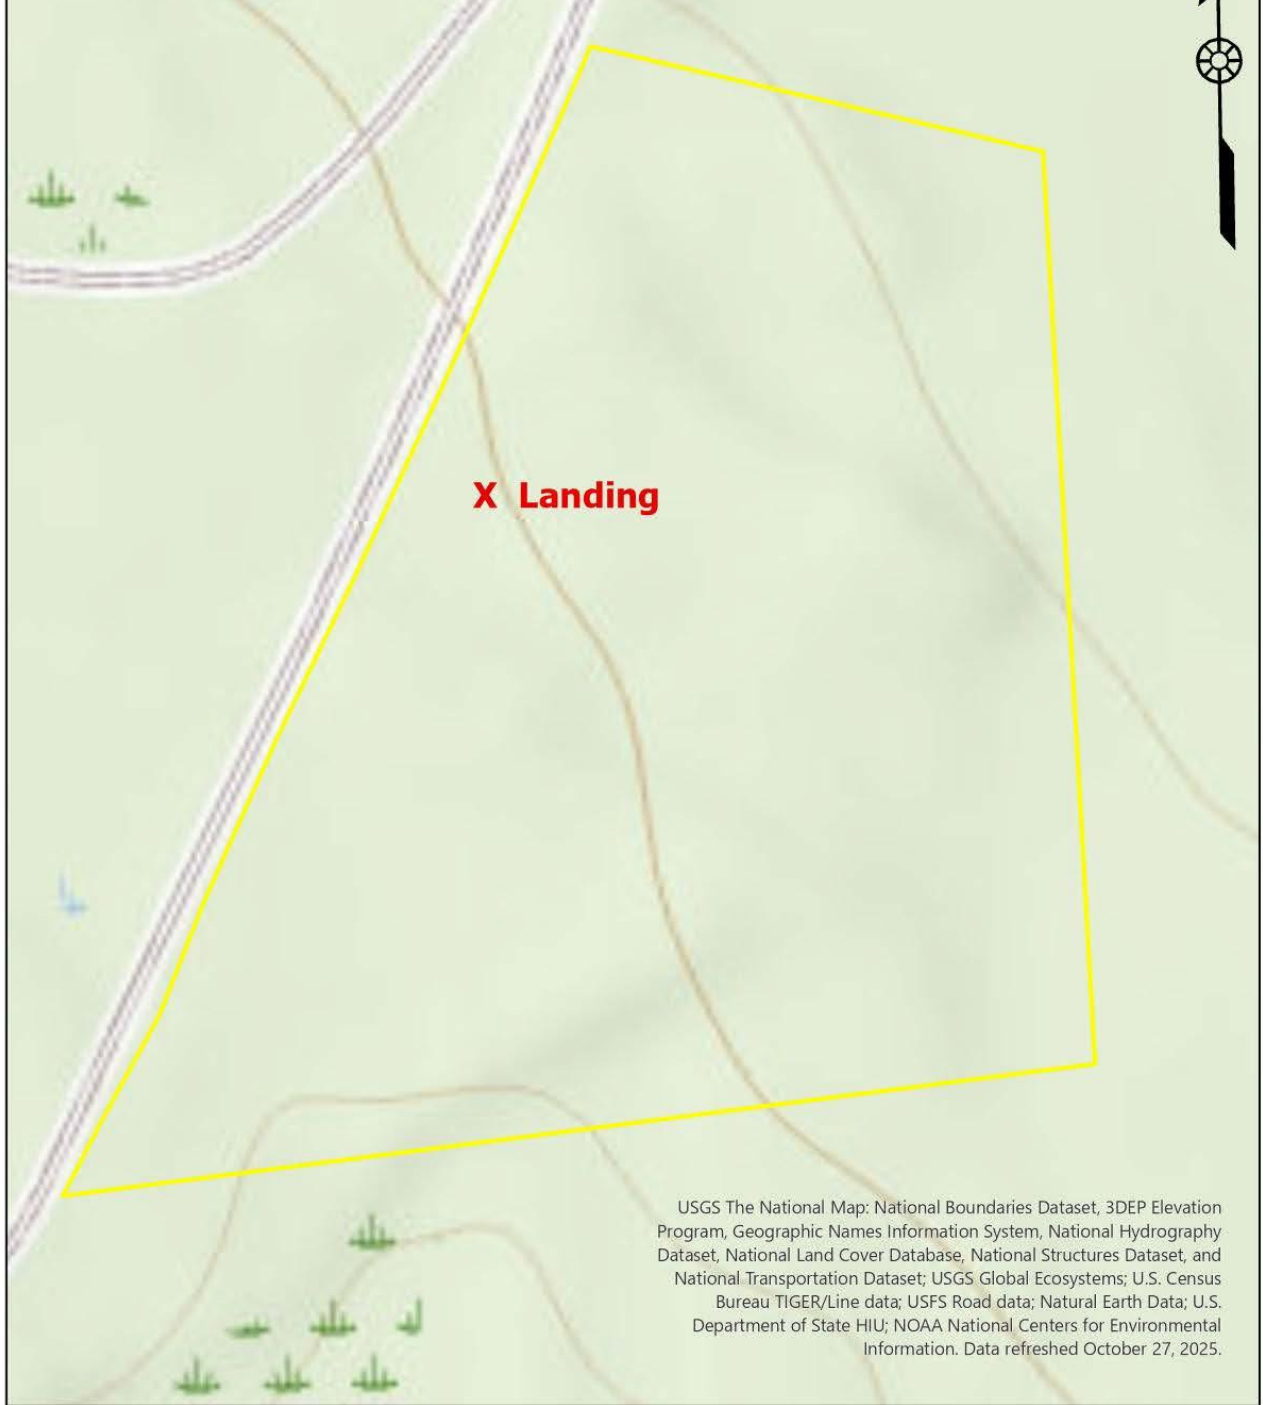 X Landing
USGS The National Map: National Boundaries Dataset, 3DEP Elevation
Program, Geographic Names Information System, National Hydrography
Dataset, National Land Cover Database, National Structures Dataset, and
National Transportation Dataset; USGS Global Ecosystems; U.S. Census
Bureau TIGER/Line data; USFS Road data; Natural Earth Data; U.S.
Department of State HIU; NOAA National Centers for Environmental
Information. Data refreshed October 27, 2025.